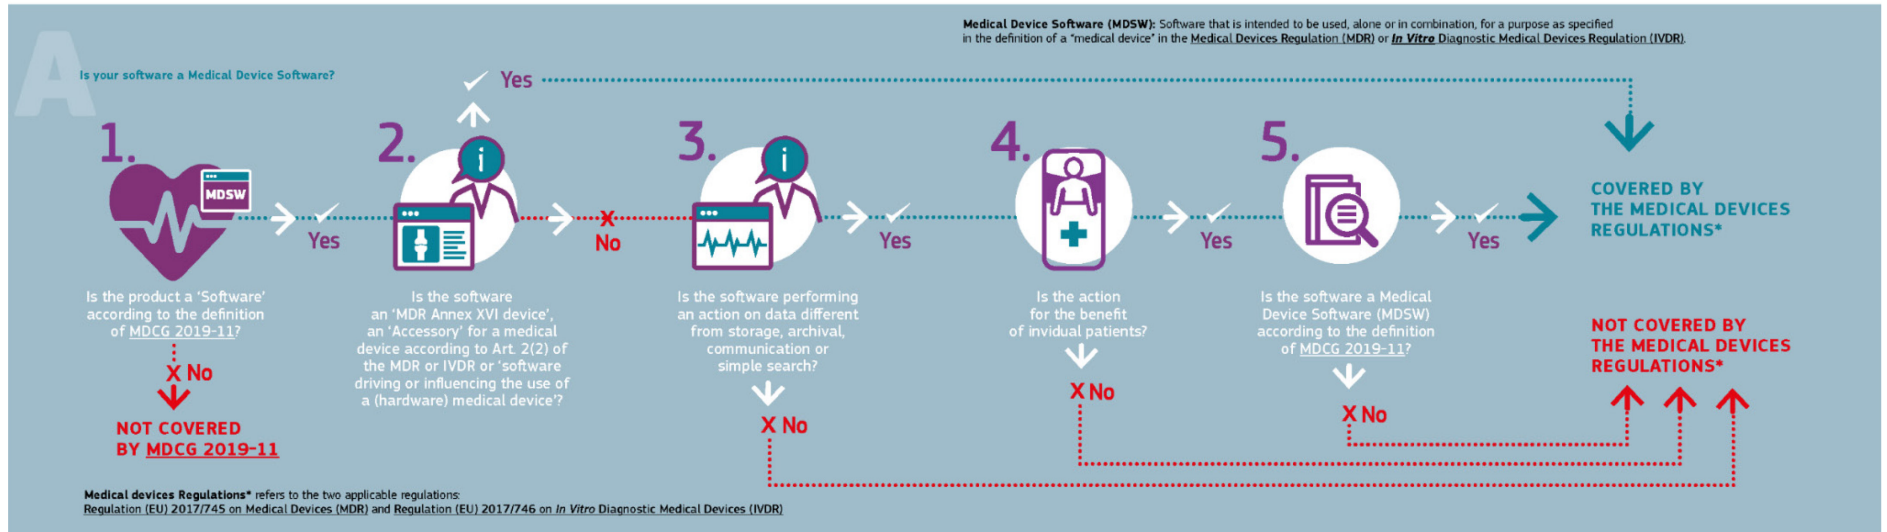 Medical Device Software (MDSW): Software that is intended to be used, alone or in combination, for a purpose as specified
in the definition of a "medical device" in the Medical Devices Regulation (MDR) or In Vitro Diagnostic Medical Devices Regulation (IVDR).
A
Is your software a Medical Device Software?
Yes
1.
MDSW
Yes
Is the product a 'Software'
according to the definition
of MDCG 2019-11?
X No
NOT COVERED
BY MDCG 2019-11
2.
i
X
No
Is the software
an 'MDR Annex XVI device',
an 'Accessory' for a medical
device according to Art. 2(2) of
the MDR or IVDR or 'software
driving or influencing the use of
a (hardware) medical device'?
3.
i
Yes
Is the software performing
an action on data different
from storage, archival,
communication or
simple search?
X No
4.
Yes
Is the action
for the benefit
of invidual patients?
X No
5.
Yes
Is the software a Medical
Device Software (MDSW)
according to the definition
of MDCG 2019-11?
X No
COVERED BY
THE MEDICAL DEVICES
REGULATIONS*
NOT COVERED BY
THE MEDICAL DEVICES
REGULATIONS*
Medical devices Regulations* refers to the two applicable regulations:
Regulation (EU) 2017/745 on Medical Devices (MDR) and Regulation (EU) 2017/746 on In Vitro Diagnostic Medical Devices (IVDR)